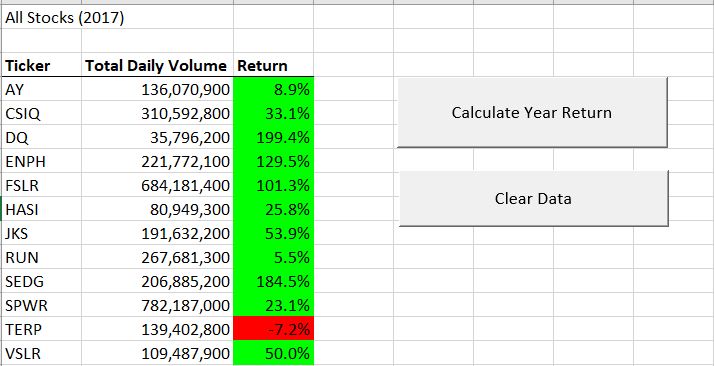 All Stocks (2017)
Ticker Total Daily Volume Return
AY 136,070,900 8.9%
CSIQ 310,592,800 33.1%
DQ 35,796,200 199.4%
ENPH 221,772,100 129.5%
FSLR 684,181,400 101.3%
HASI 80,949,300 25.8%
JKS 191,632,200 53.9%
RUN 267,681,300 5.5%
SEDG 206,885,200 184.5%
SPWR 782,187,000 23.1%
TERP 139,402,800 -7.2%
VSLR 109,487,900 50.0%
Calculate Year Return
Clear Data